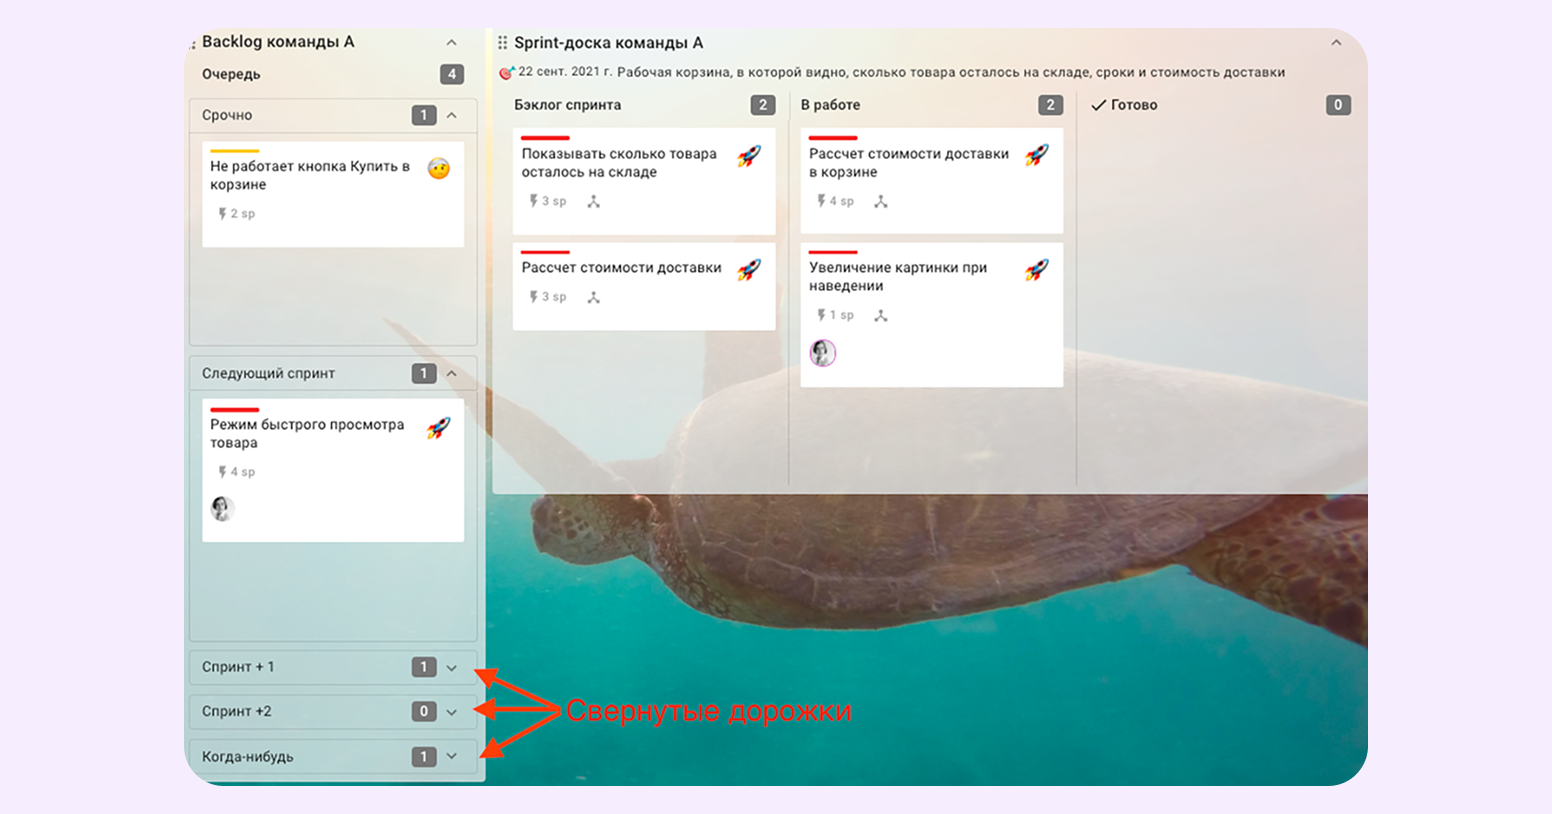 Backlog команды А
Очередь
4
Срочно
1
Не работает кнопка Купить в
корзине
2 sp
Следующий спринт
1
Режим быстрого просмотра
товара
4 sp
Спринт + 1
1
Спринт +2
0
Когда-нибудь
1
Sprint-доска команды А
22 сент. 2021 г. Рабочая корзина, в которой видно, сколько товара осталось на складе, сроки и стоимость доставки
Бэклог спринта
2
Показывать сколько товара
осталось на складе
3 sp
Рассчет стоимости доставки
3 sp
В работе
2
Рассчет стоимости доставки
в корзине
4 sp
Увеличение картинки при
наведении
1 sp
Готово
0
Свернутые дорожки